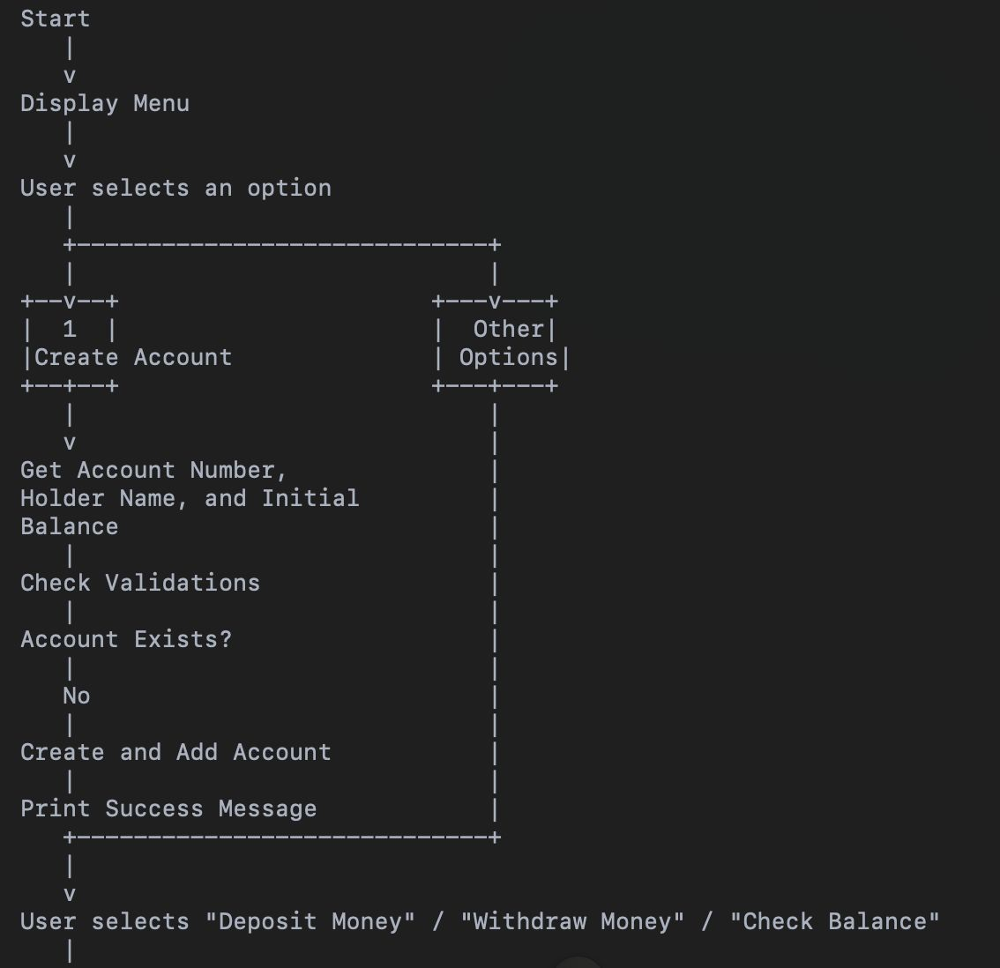 Start
   |
   v
Display Menu
   |
   v
User selects an option
   |
   +-----------------------------+
   |                             |
+--v--+                      +---v---+
|  1  |                      |  Other|
|Create Account              | Options|
+--+--+                      +---+---+
   |                             |
   v                             |
Get Account Number,              |
Holder Name, and Initial         |
Balance                          |
   |                             |
Check Validations                |
   |                             |
Account Exists?                  |
   |                             |
   No                            |
   |                             |
Create and Add Account           |
   |                             |
Print Success Message            |
   +-----------------------------+
   |
   v
User selects "Deposit Money" / "Withdraw Money" / "Check Balance"
   |